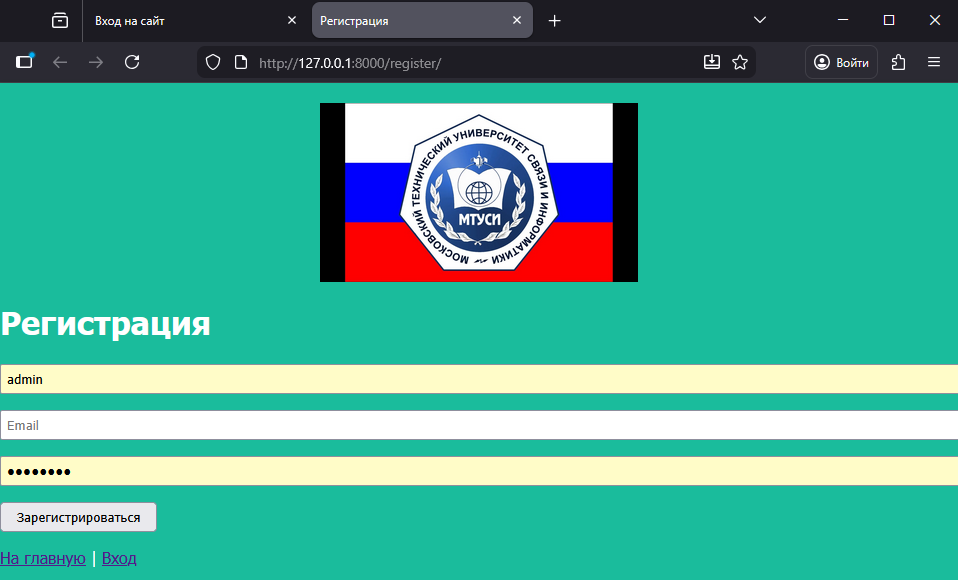 Вход на сайт
Регистрация
http://127.0.0.1:8000/register/
Войти
МОСКОВСКИЙ ТЕХНИЧЕСКИЙ УНИВЕРСИТЕТ СВЯЗИ И ИНФОРМАТИКИ
МТУСИ
Регистрация
admin
Email
••••••••
Зарегистрироваться
На главную | Вход